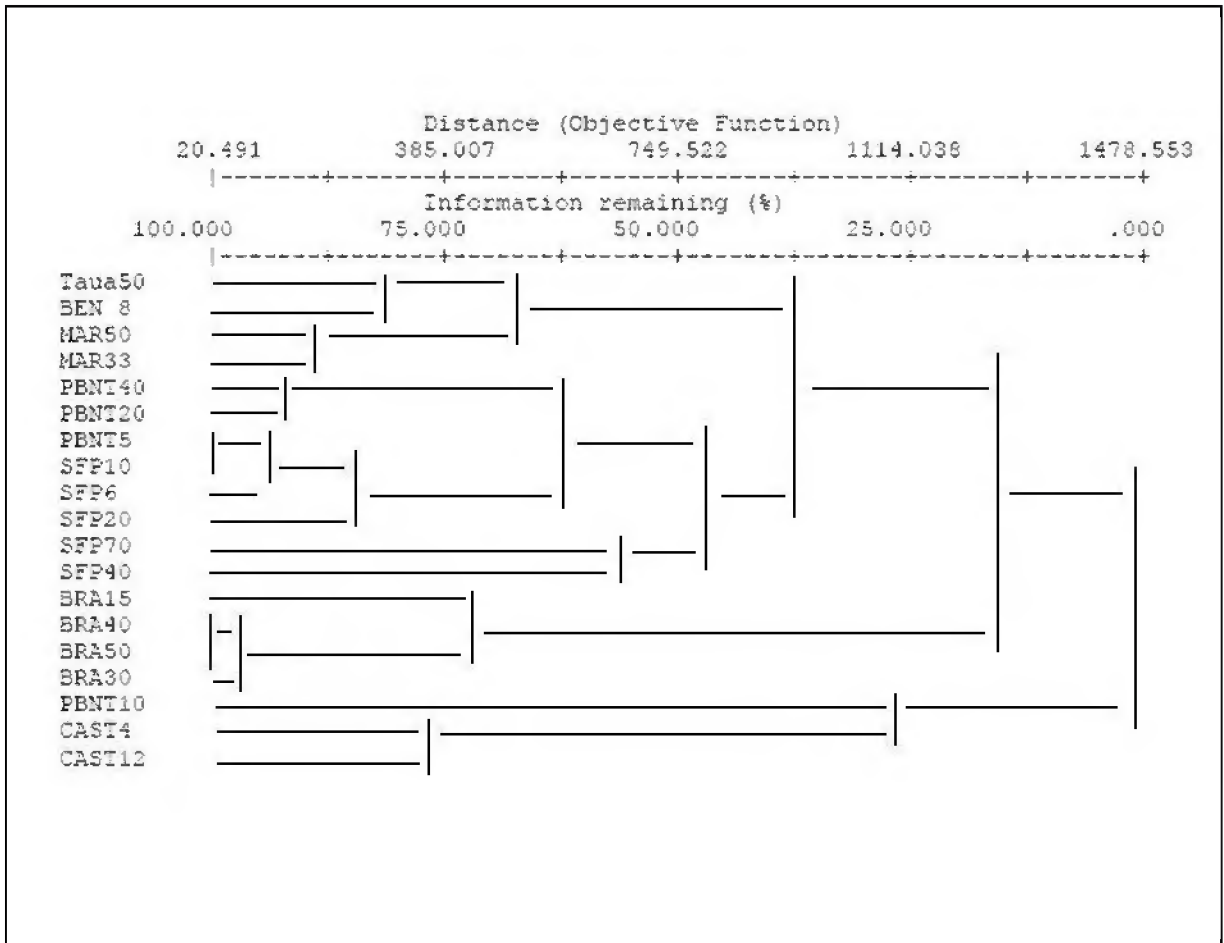 Distance (Objective Function)
20.491 385.007 749.522 1114.038 1478.553
|-------+-------+-------+-------+-------+-------+-------+-------+
Information remaining (%)
100.000 75.000 50.000 25.000 .000
|-------+-------+-------+-------+-------+-------+-------+-------+
Taua50
BEN 8
MAR50
MAR33
PBNT40
PBNT20
PBNT5
SFP10
SFP6
SFP20
SFP70
SFP40
BRA15
BRA40
BRA50
BRA30
PBNT10
CAST4
CAST12